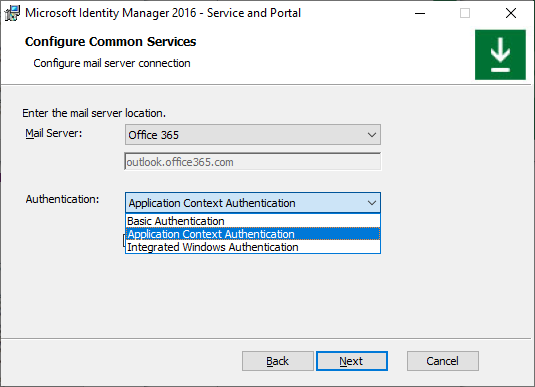 Microsoft Identity Manager 2016 - Service and Portal
Configure Common Services
Configure mail server connection
Enter the mail server location.
Mail Server:
Office 365
outlook.office365.com
Authentication:
Application Context Authentication
Basic Authentication
Application Context Authentication
Integrated Windows Authentication
Back
Next
Cancel